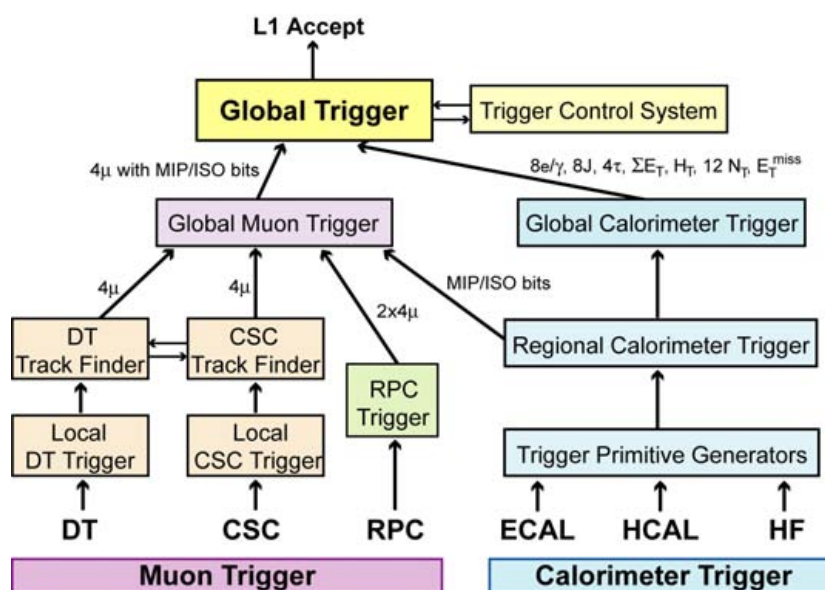 L1 Accept
Global Trigger
Trigger Control System
4μ with MIP/ISO bits
8e/γ, 8J, 4τ, ΣE_T, H_T, 12 N_T, E_T^miss
Global Muon Trigger
Global Calorimeter Trigger
4μ
4μ
2x4μ
MIP/ISO bits
DT
Track Finder
CSC
Track Finder
Regional Calorimeter Trigger
RPC
Trigger
Local
DT Trigger
Local
CSC Trigger
Trigger Primitive Generators
DT
CSC
RPC
ECAL
HCAL
HF
Muon Trigger
Calorimeter Trigger